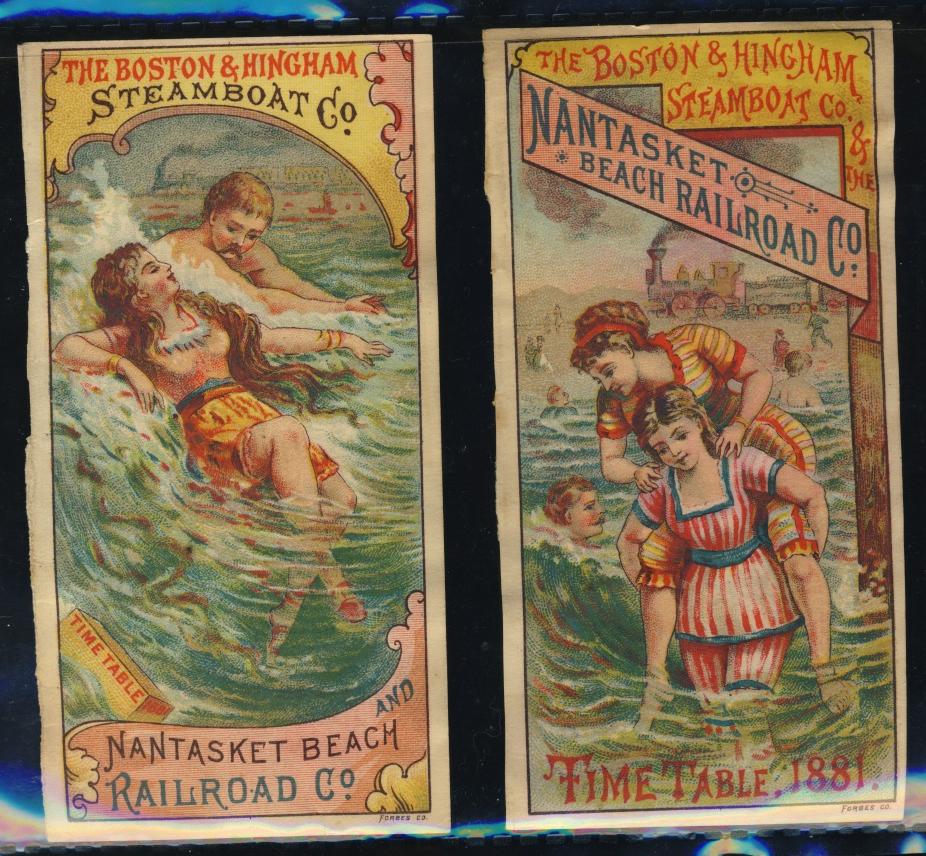 THE BOSTON & HINGHAM
STEAMBOAT CO.
TIME TABLE
AND
NANTASKET BEACH
RAILROAD CO.
FORBES CO.
THE BOSTON & HINGHAM
STEAMBOAT CO.
&
THE
NANTASKET
BEACH RAILROAD CO.
TIME TABLE, 1881.
FORBES CO.